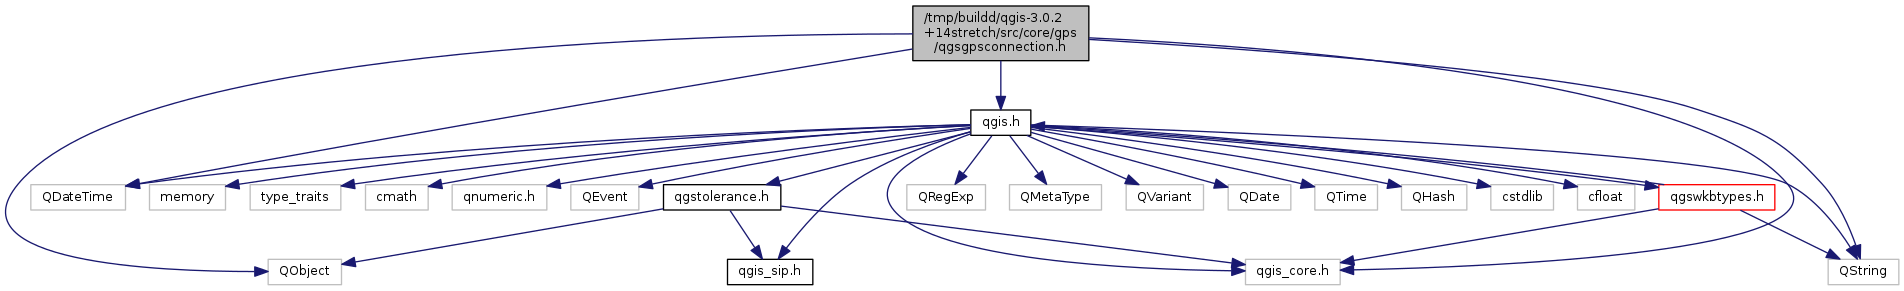 /tmp/buildd/qgis-3.0.2
+14stretch/src/core/gps
/qgsgpsconnection.h
qgis.h
QDateTime
memory
type_traits
cmath
qnumeric.h
QEvent
qgstolerance.h
QRegExp
QMetaType
QVariant
QDate
QTime
QHash
cstdlib
cfloat
qgswkbtypes.h
QObject
qgis_sip.h
qgis_core.h
QString